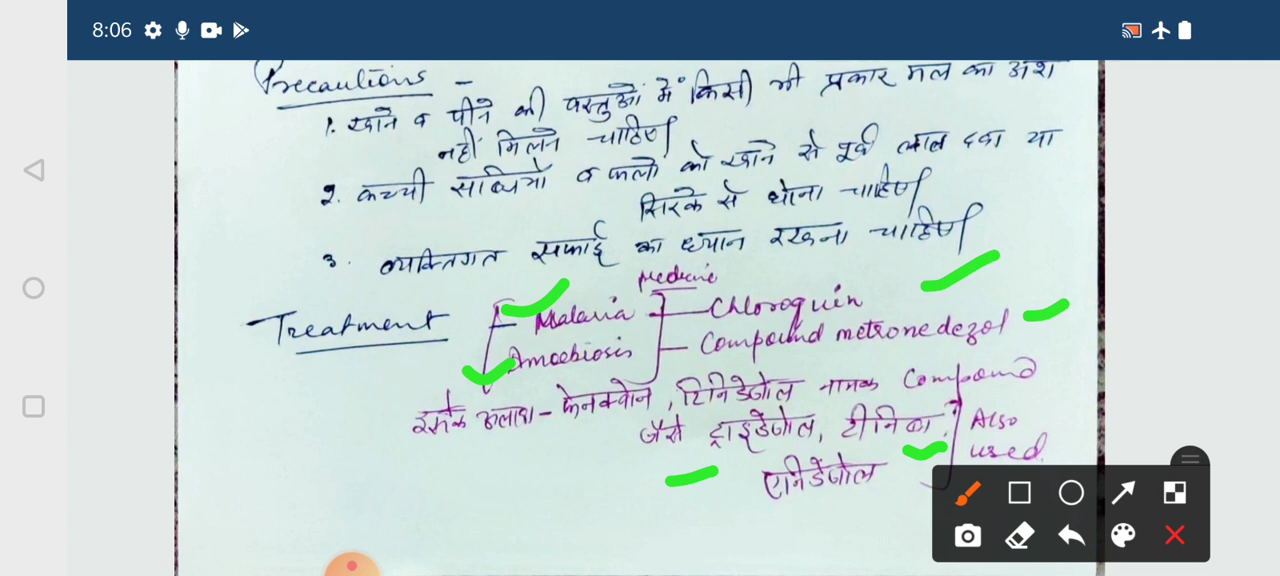 8:06
Precautions -
1. खाने व पीने की वस्तुओं में किसी भी प्रकार मल का अंश
नहीं मिलने चाहिए
2. कच्ची सब्जियों व फलो को खाने से पूर्व लाल दवा या
सिरके से धोना चाहिए
3. व्यक्तिगत सफाई का ध्यान रखना चाहिए
Medicine
Treatment Malaria - Chloroquin
Amoebiosis - Compound metronedezol
इसके अलावा - फेनक्वोन, टिनिडेजोल नामक Compound
जैसे ट्राइडेजोल, टीनिबा Also
एनिडेंजोल used.